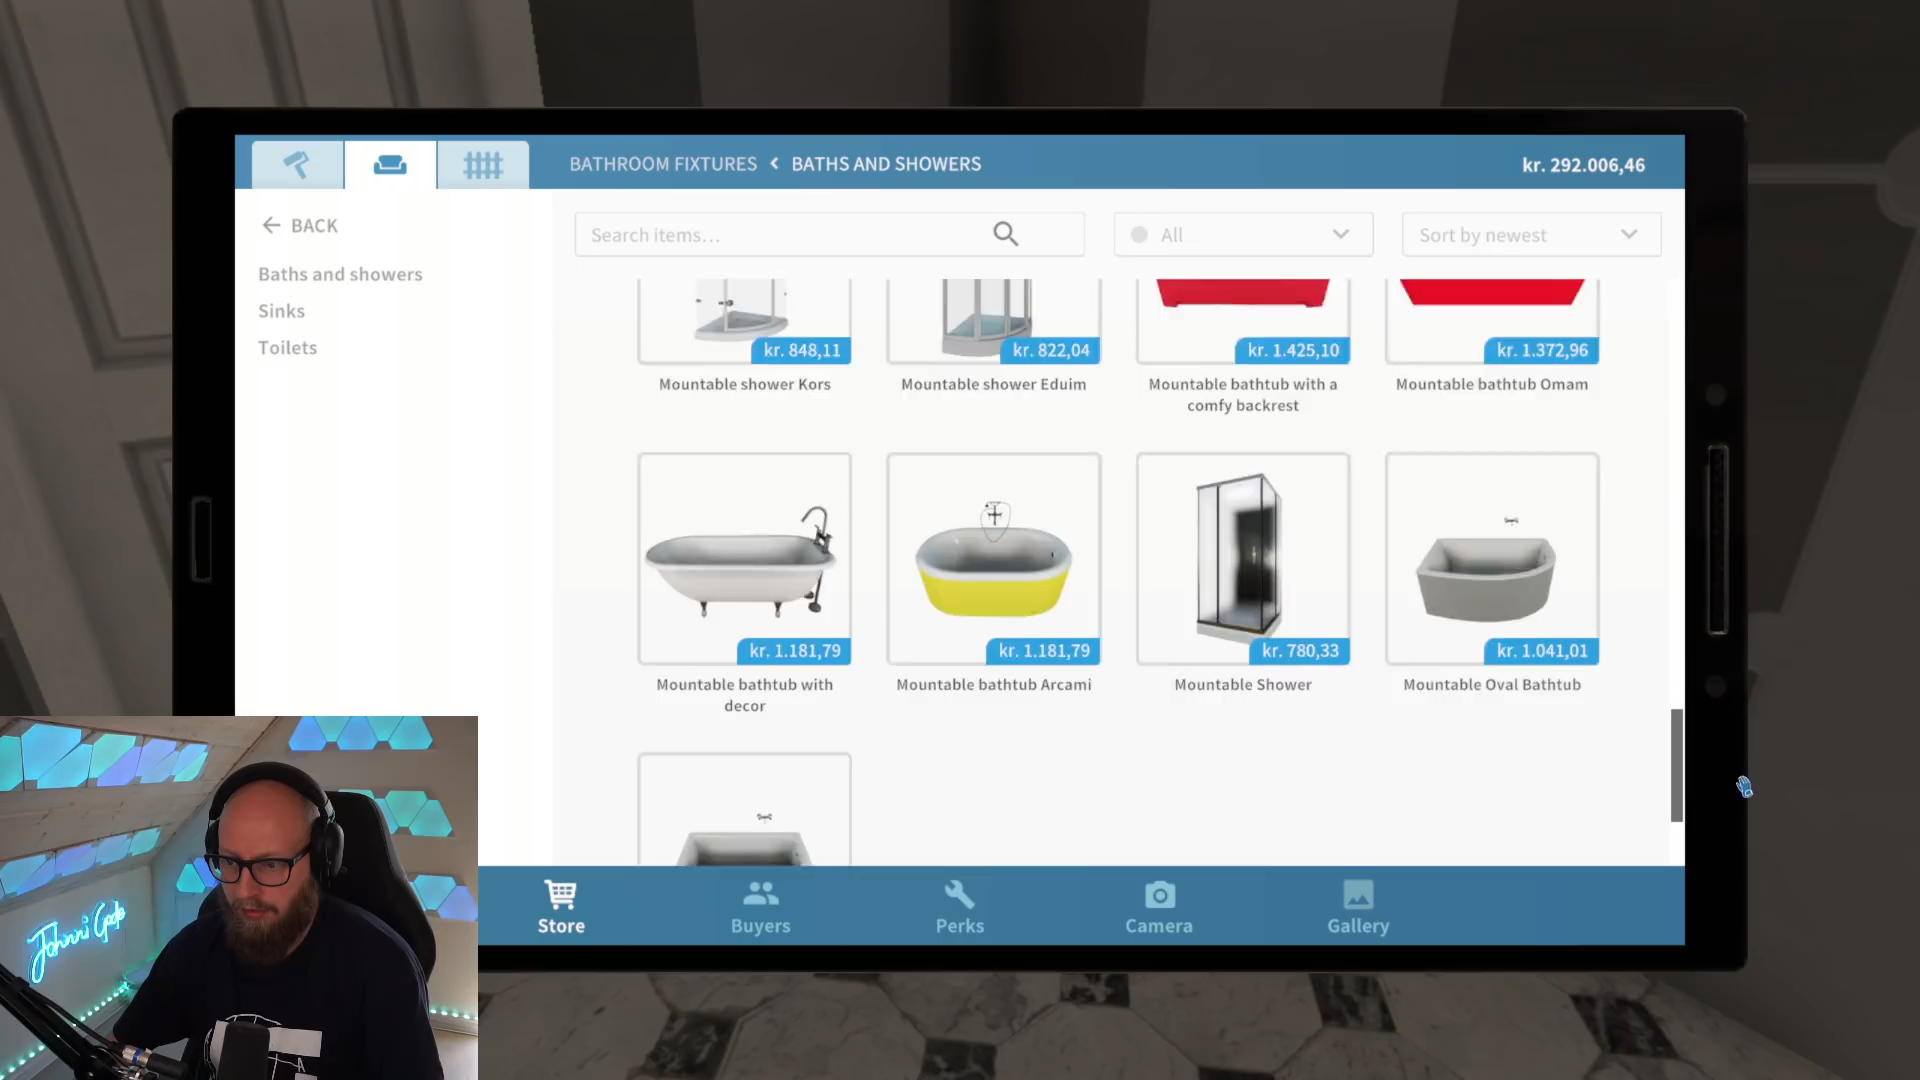 BATHROOM FIXTURES < BATHS AND SHOWERS
kr. 292.006,46
BACK
Search items...
All
Sort by newest
Baths and showers
Sinks
Toilets
kr. 848,11
kr. 822,04
kr. 1.425,10
kr. 1.372,96
Mountable shower Kors
Mountable shower Eduim
Mountable bathtub with a
comfy backrest
Mountable bathtub Omam
kr. 1.181,79
kr. 1.181,79
kr. 780,33
kr. 1.041,01
Mountable bathtub with
decor
Mountable bathtub Arcami
Mountable Shower
Mountable Oval Bathtub
Store
Buyers
Perks
Camera
Gallery